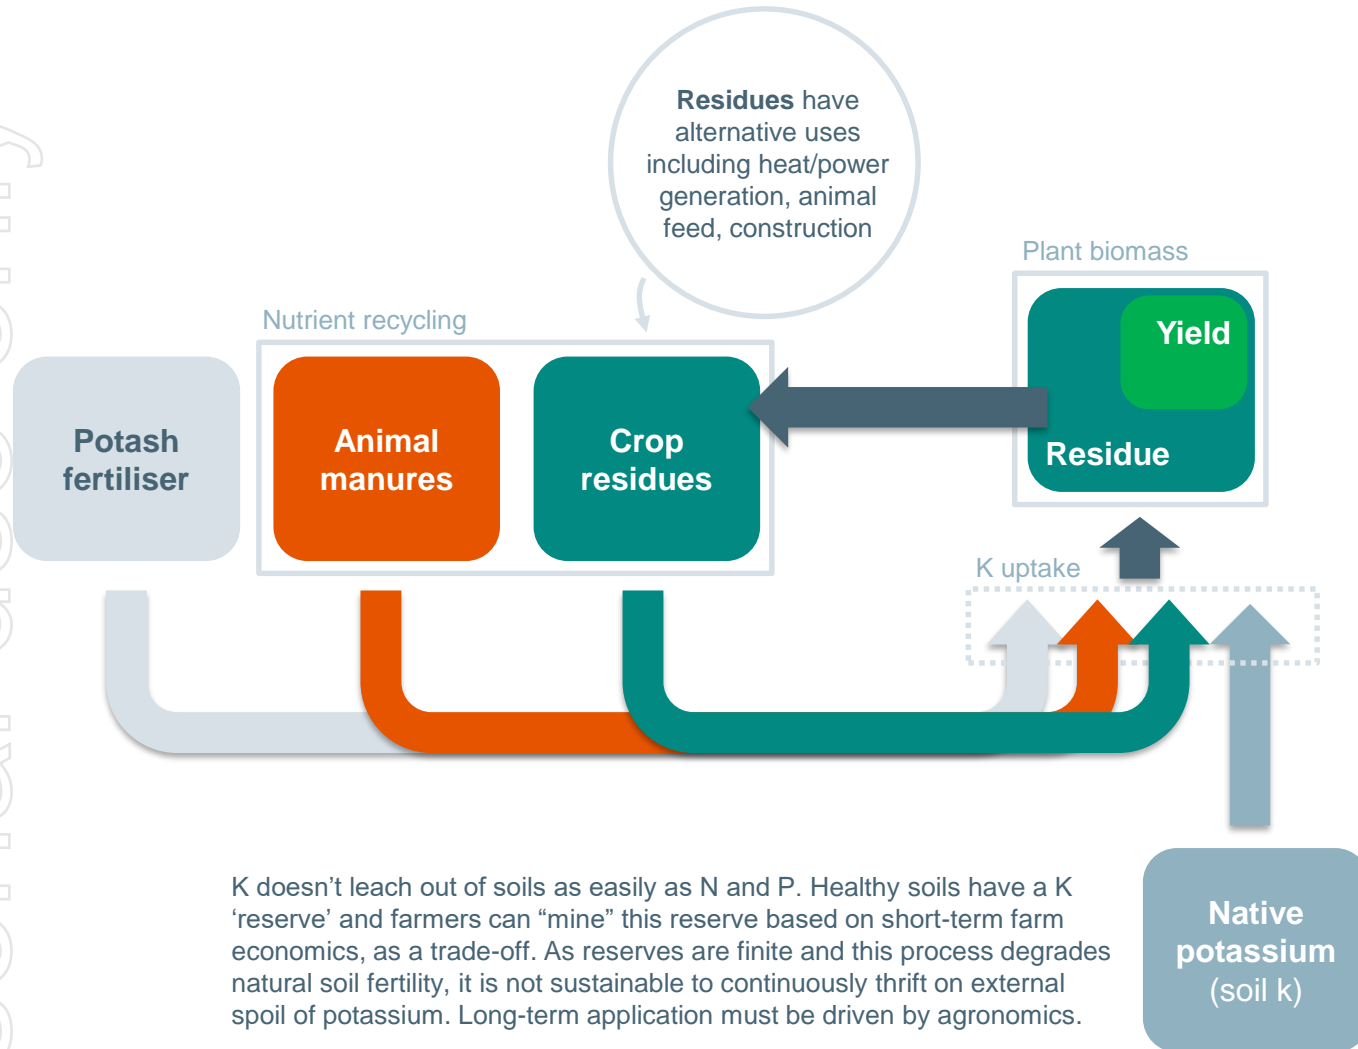 Residues have
alternative uses
including heat/power
generation, animal
feed, construction
Plant biomass
Yield
Residue
Nutrient recycling
Potash
fertiliser
Animal
manures
Crop
residues
K uptake
K doesn’t leach out of soils as easily as N and P. Healthy soils have a K
‘reserve’ and farmers can “mine” this reserve based on short-term farm
economics, as a trade-off. As reserves are finite and this process degrades
natural soil fertility, it is not sustainable to continuously thrift on external
spoil of potassium. Long-term application must be driven by agronomics.
Native
potassium
(soil k)